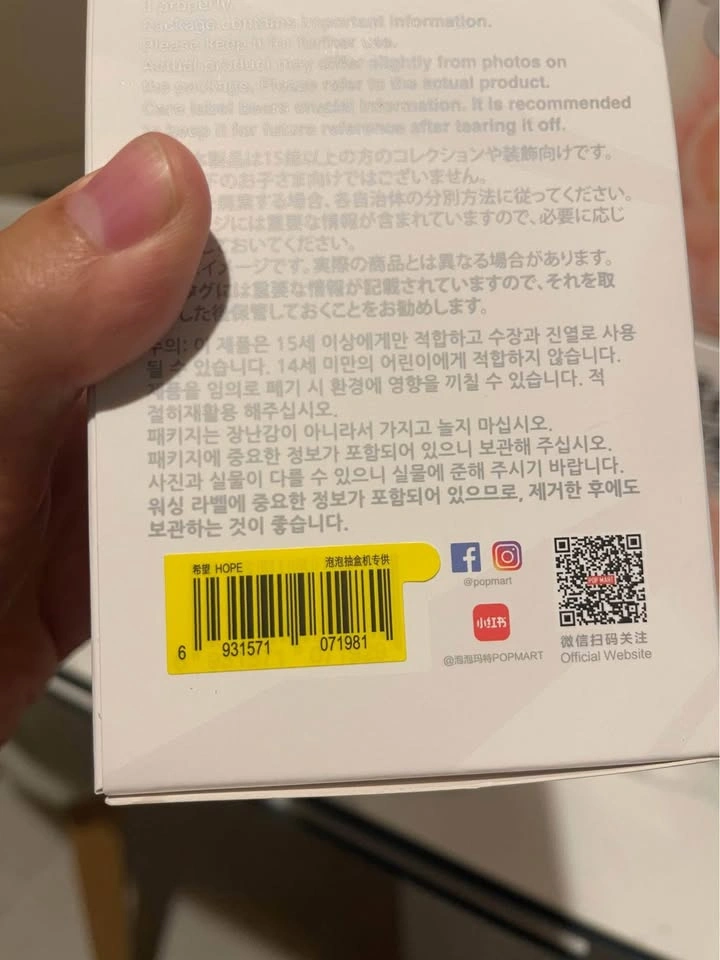 properly.
Package contains important information.
Please keep it for further use.
Actual product may differ slightly from photos on
the package. Please refer to the actual product.
Care label bears crucial information. It is recommended
to keep it for future reference after tearing it off.
本製品は15歳以上の方のコレクションや装飾向けです。
下のお子さま向けではございません。
廃棄する場合、各自治体の分別方法に従ってください。
ジには重要な情報が含まれていますので、必要に応じ
ておいてください。
イメージです。実際の商品とは異なる場合があります。
タグには重要な情報が記載されていますので、それを取
した後保管しておくことをお勧めします。
주의: 이 제품은 15세 이상에게만 적합하고 수장과 진열로 사용
될 수 있습니다. 14세 미만의 어린이에게 적합하지 않습니다.
제품을 임의로 폐기 시 환경에 영향을 끼칠 수 있습니다. 적
절히재활용 해주십시오.
패키지는 장난감이 아니라서 가지고 놀지 마십시오.
패키지에 중요한 정보가 포함되어 있으니 보관해 주십시오.
사진과 실물이 다를 수 있으니 실물에 준해 주시기 바랍니다.
워싱 라벨에 중요한 정보가 포함되어 있으므로, 제거한 후에도
보관하는 것이 좋습니다.
希望 HOPE 泡泡抽盒机专供
6 931571 071981
@popmart
小红书
@泡泡玛特POPMART
POP MART
微信扫码关注
Official Website